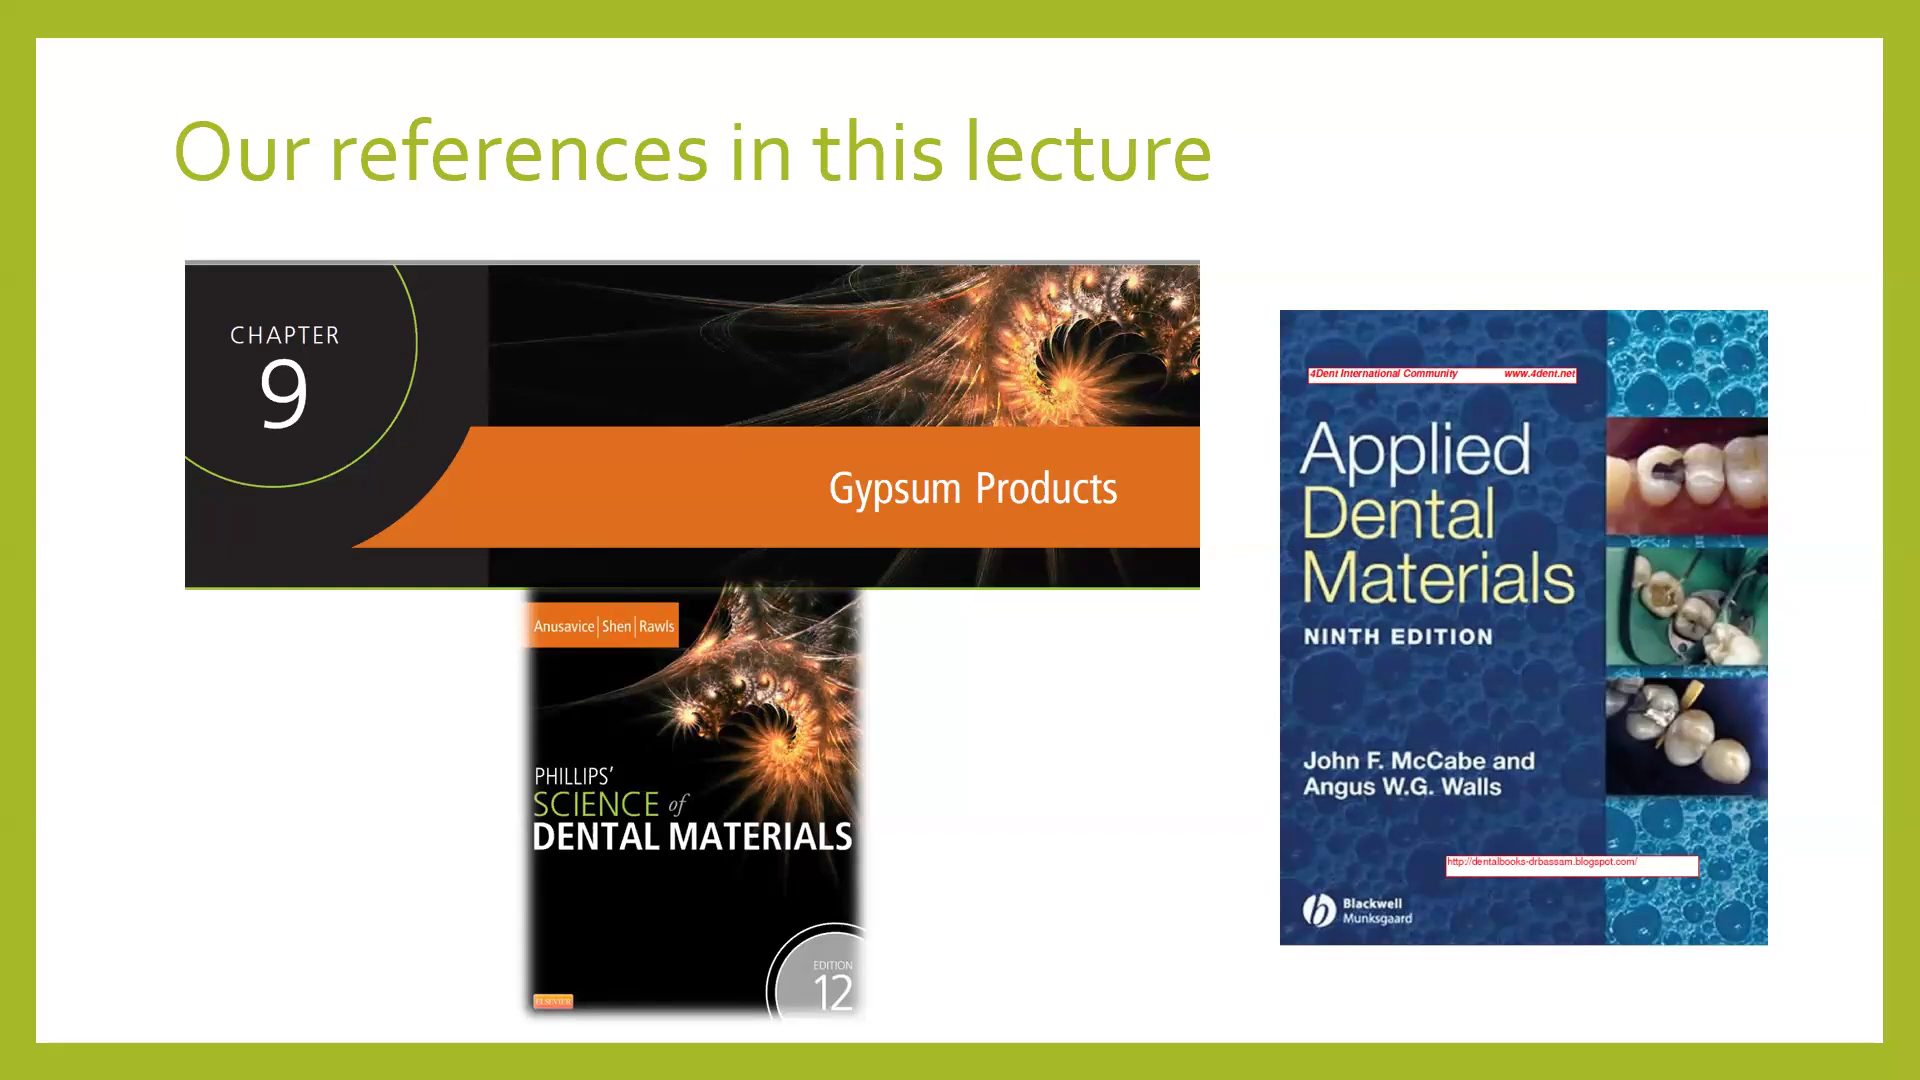 Our references in this lecture
CHAPTER
9
Gypsum Products
Anusavice | Shen | Rawls
PHILLIPS'
SCIENCE of
DENTAL MATERIALS
EDITION
12
ELSEVIER
4Dent International Community www.4dent.net
Applied
Dental
Materials
NINTH EDITION
John F. McCabe and
Angus W.G. Walls
http://dentalbooks-drbassam.blogspot.com/
b
Blackwell
Munksgaard